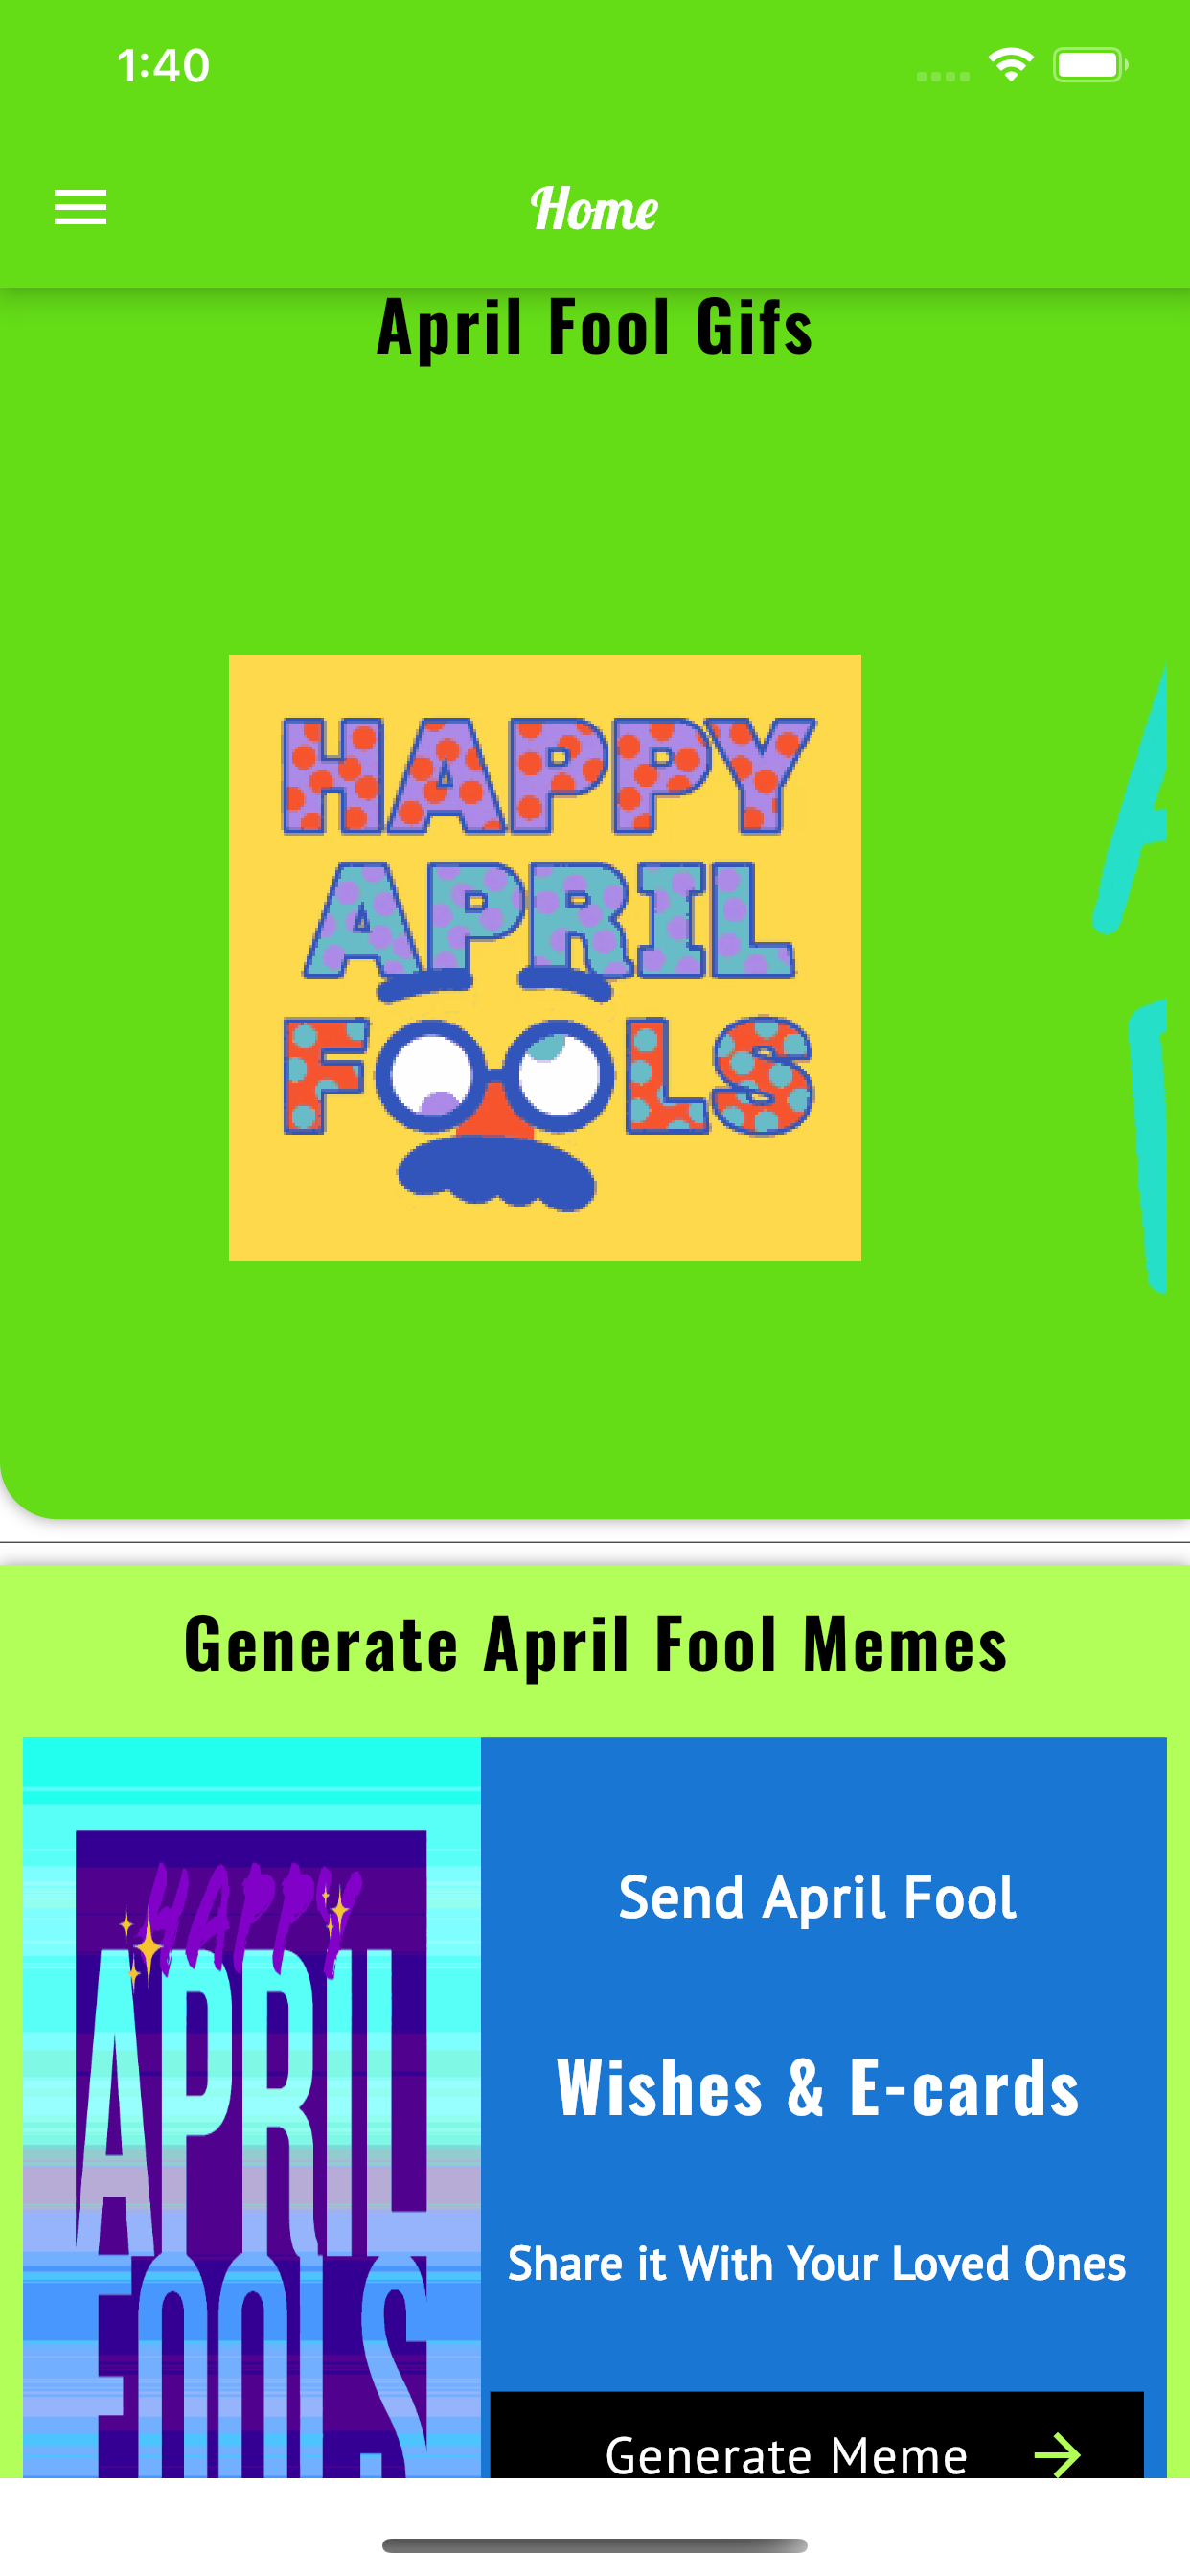 1:40
Home
April Fool Gifs
HAPPY
APRIL
FOOLS
Generate April Fool Memes
HAPPY
APRIL
FOOLS
Send April Fool
Wishes & E-cards
Share it With Your Loved Ones
Generate Meme